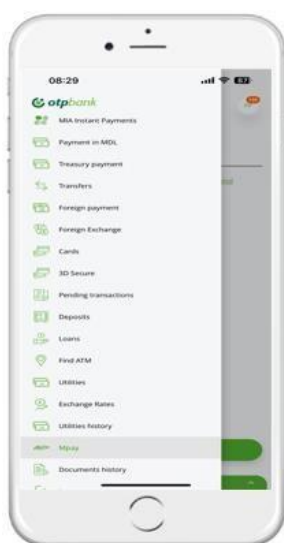 08:29
87
otpbank
MIA Instant Payments
Payment in MDL
Treasury payment
Transfers
Foreign payment
Foreign Exchange
Cards
3D Secure
Pending transactions
Deposits
Loans
Find ATM
Utilities
Exchange Rates
Utilities history
Mpay
Documents history